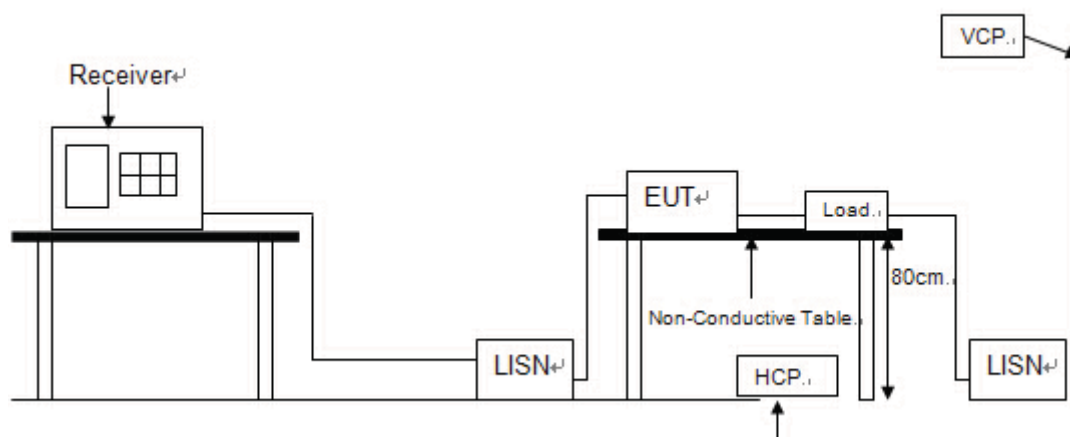 VCP.
Receiver
EUT
Load.
80cm.
Non-Conductive Table.
LISN
HCP.
LISN